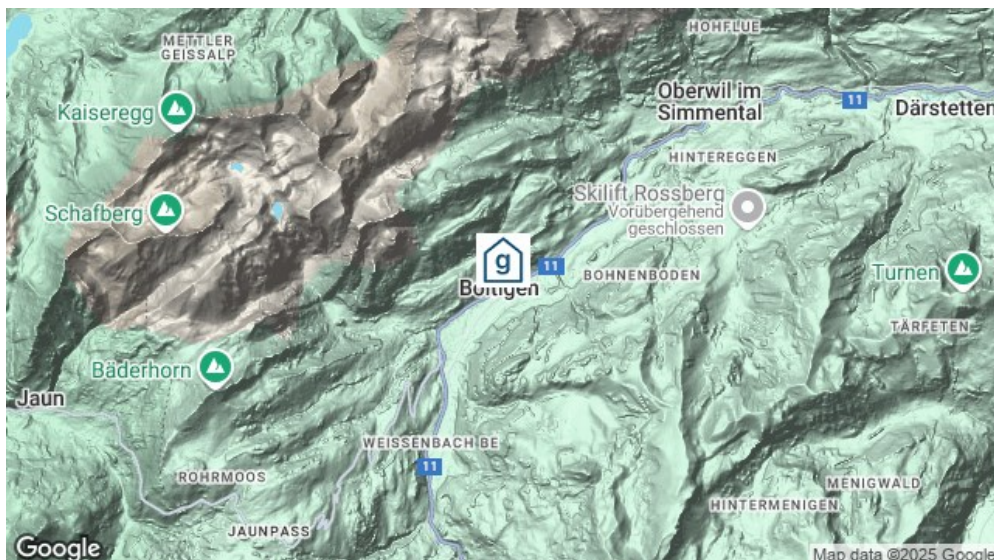 HOHFLUE
METTLER
GEISSALP
Kaiseregg
Oberwil im
Simmental
11
Därstetten
HINTEREGGEN
Skilift Rossberg
Vorübergehend
geschlossen
Schafberg
g
11
BOHNENBODEN
Turnen
Boltigen
TÄRFETEN
Bäderhorn
Jaun
WEISSENBACH BE
11
ROHRMOOS
MENIGWALD
HINTERMENIGEN
JAUNPASS
Google
Map data ©2025 Google